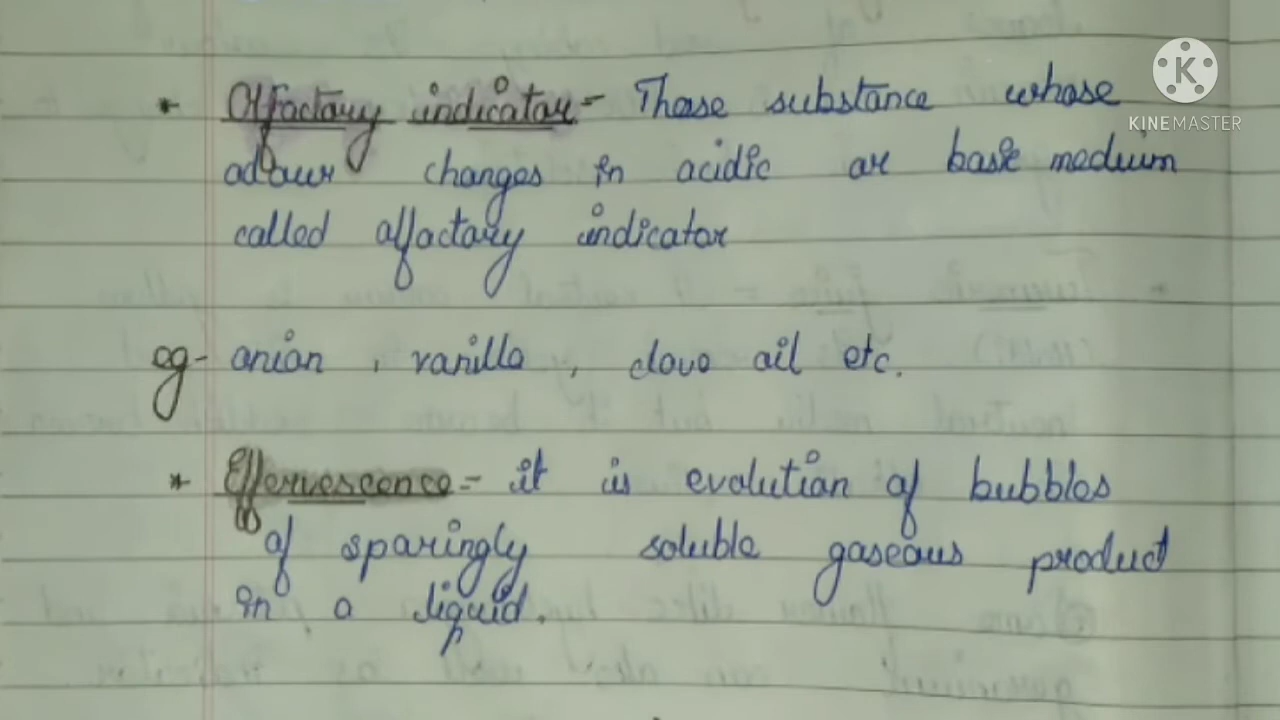 * Olfactory indicator - Those substance whose
odour changes in acidic or basic medium
called olfactory indicator
eg- onion , vanilla , clove oil etc.
* Effervescence - it is evolution of bubbles
of sparingly soluble gaseous product
in a liquid.
K
KINEMASTER